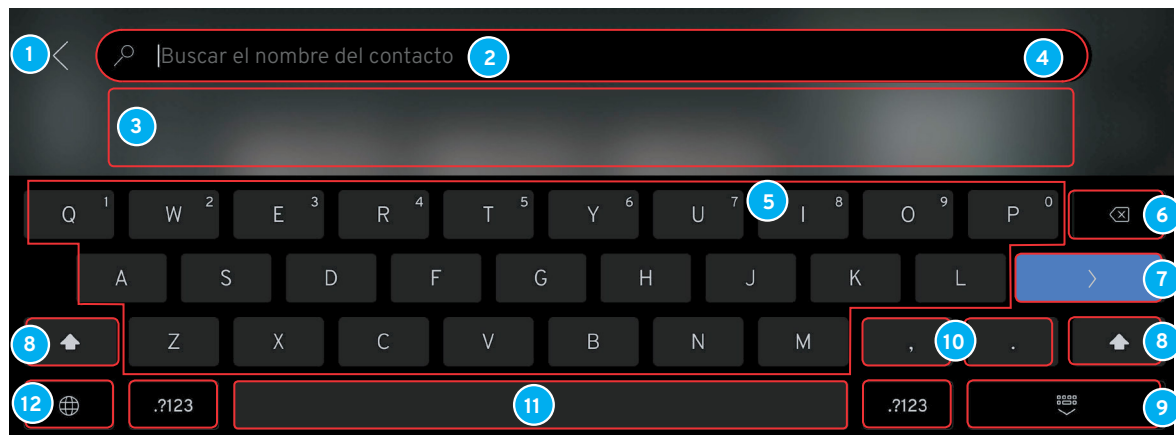 1 Buscar el nombre del contacto 2 4
3
5
Q 1 W 2 E 3 R 4 T 5 Y 6 U 7 I 8 O 9 P 0 6
A S D F G H J K L 7
8 Z X C V B N M , 10 . 8
12 .?123 11 .?123 9